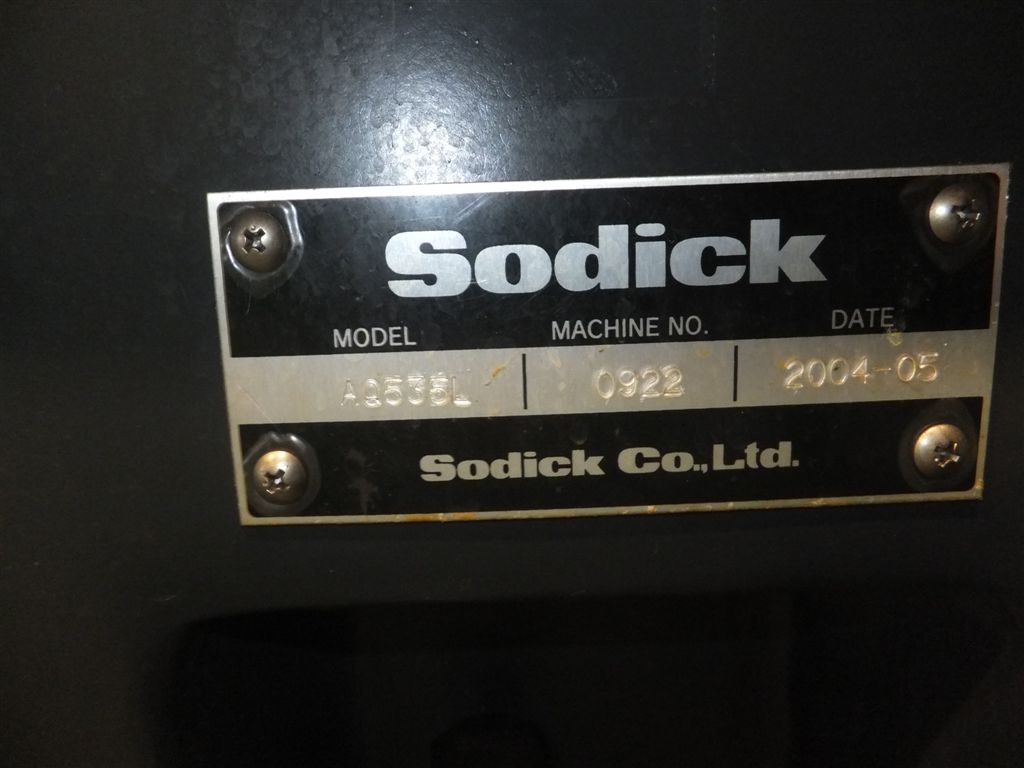 Sodick
MODEL MACHINE NO. DATE
AQ535L 0922 2004-05
Sodick Co.,Ltd.